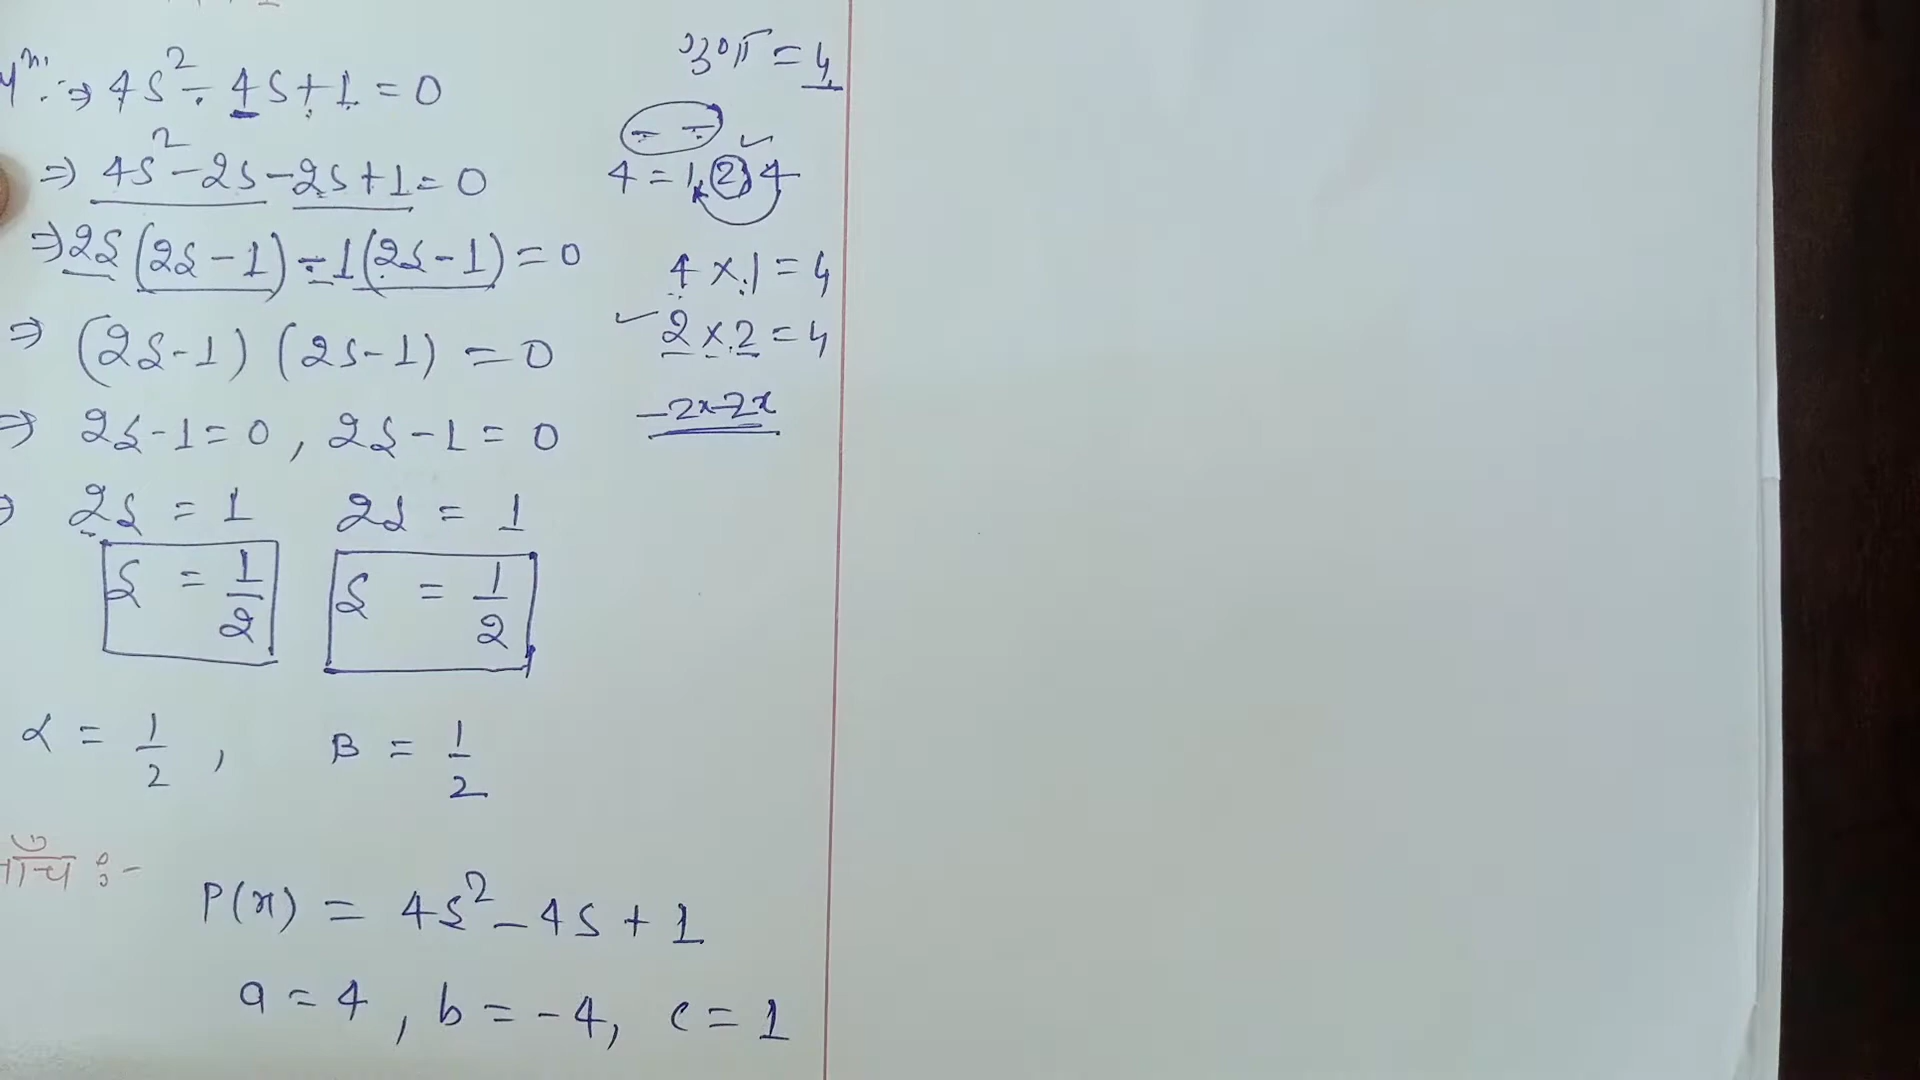 ⇒ 4s² - 4s + 1 = 0
⇒ 4s² - 2s - 2s + 1 = 0
⇒ 2s (2s - 1) - 1 (2s - 1) = 0
⇒ (2s - 1) (2s - 1) = 0
⇒ 2s - 1 = 0 , 2s - 1 = 0
2s = 1 2s = 1
s = 1/2 s = 1/2
α = 1/2 , β = 1/2
P(x) = 4s² - 4s + 1
a = 4 , b = -4, c = 1
= 4
- -
4 = 1, 2, 4
4 × 1 = 4
2 × 2 = 4
-2x-2x